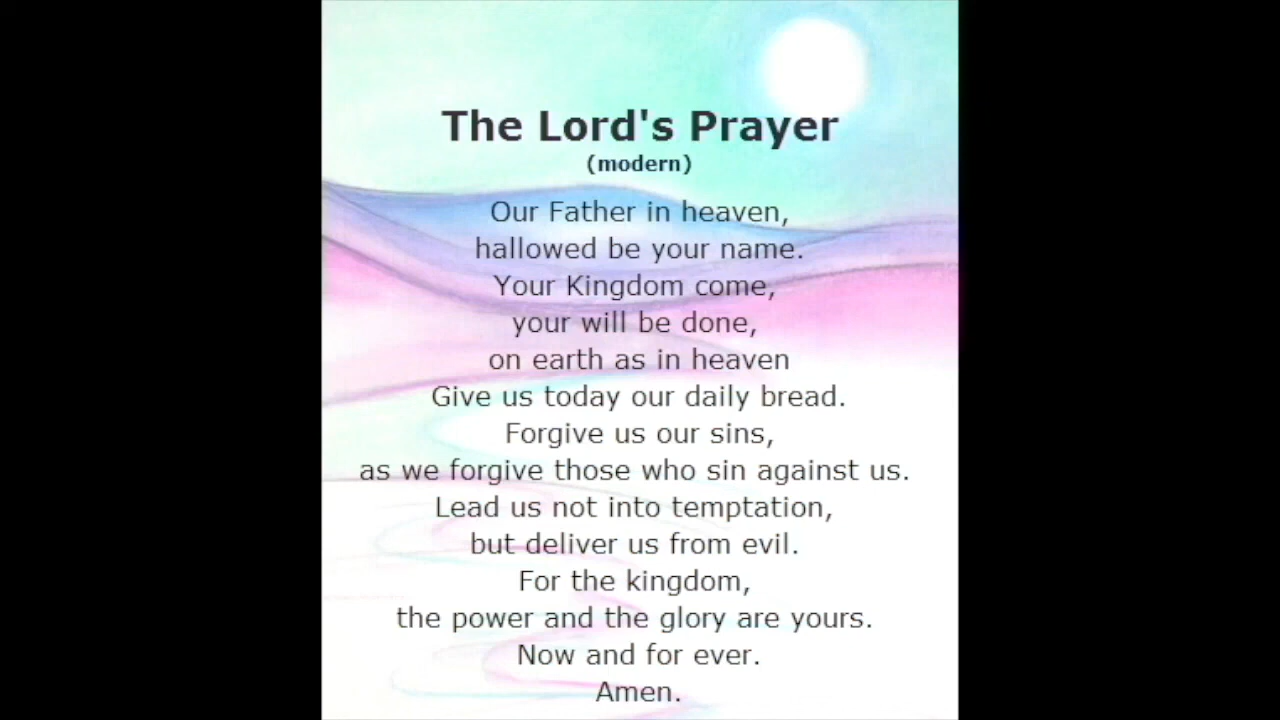 The Lord's Prayer
(modern)
Our Father in heaven,
hallowed be your name.
Your Kingdom come,
your will be done,
on earth as in heaven
Give us today our daily bread.
Forgive us our sins,
as we forgive those who sin against us.
Lead us not into temptation,
but deliver us from evil.
For the kingdom,
the power and the glory are yours.
Now and for ever.
Amen.